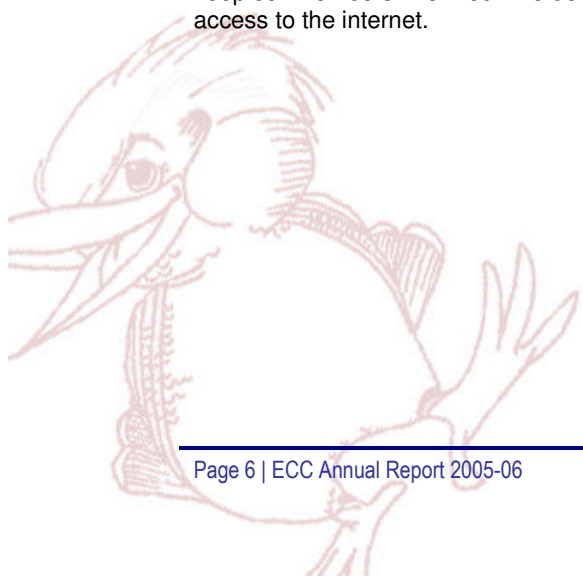 access to the internet.
Page 6 | ECC Annual Report 2005-06